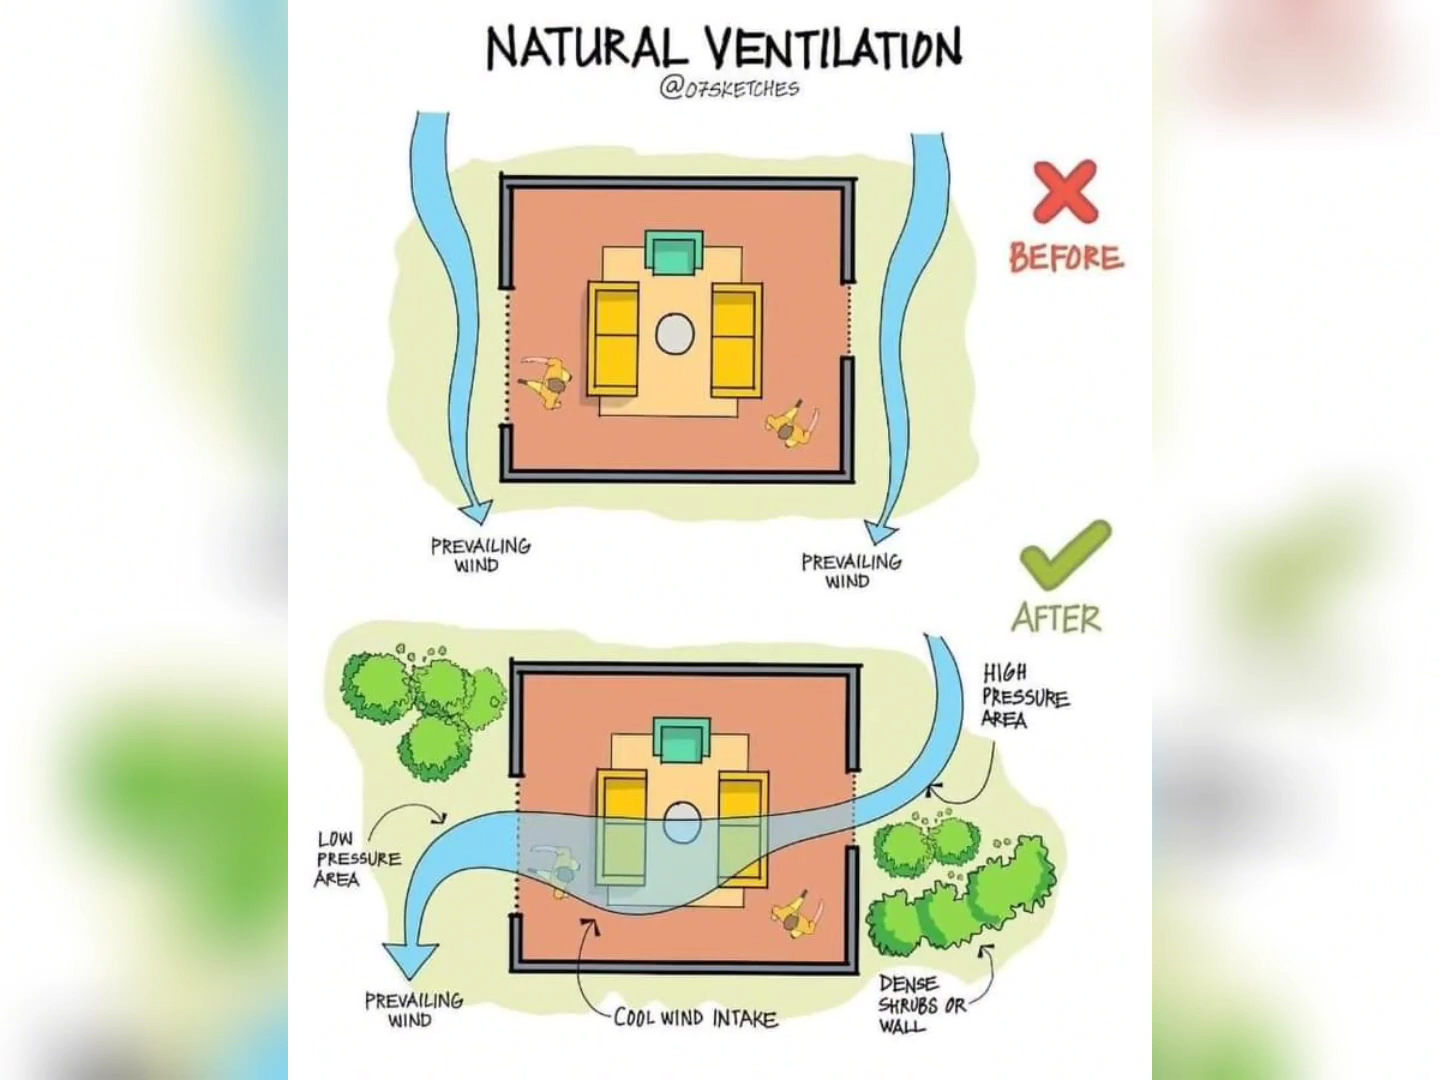 NATURAL VENTILATION
@07SKETCHES
BEFORE
PREVAILING
WIND
PREVAILING
WIND
AFTER
HIGH
PRESSURE
AREA
LOW
PRESSURE
AREA
PREVAILING
WIND
COOL WIND INTAKE
DENSE
SHRUBS OR
WALL